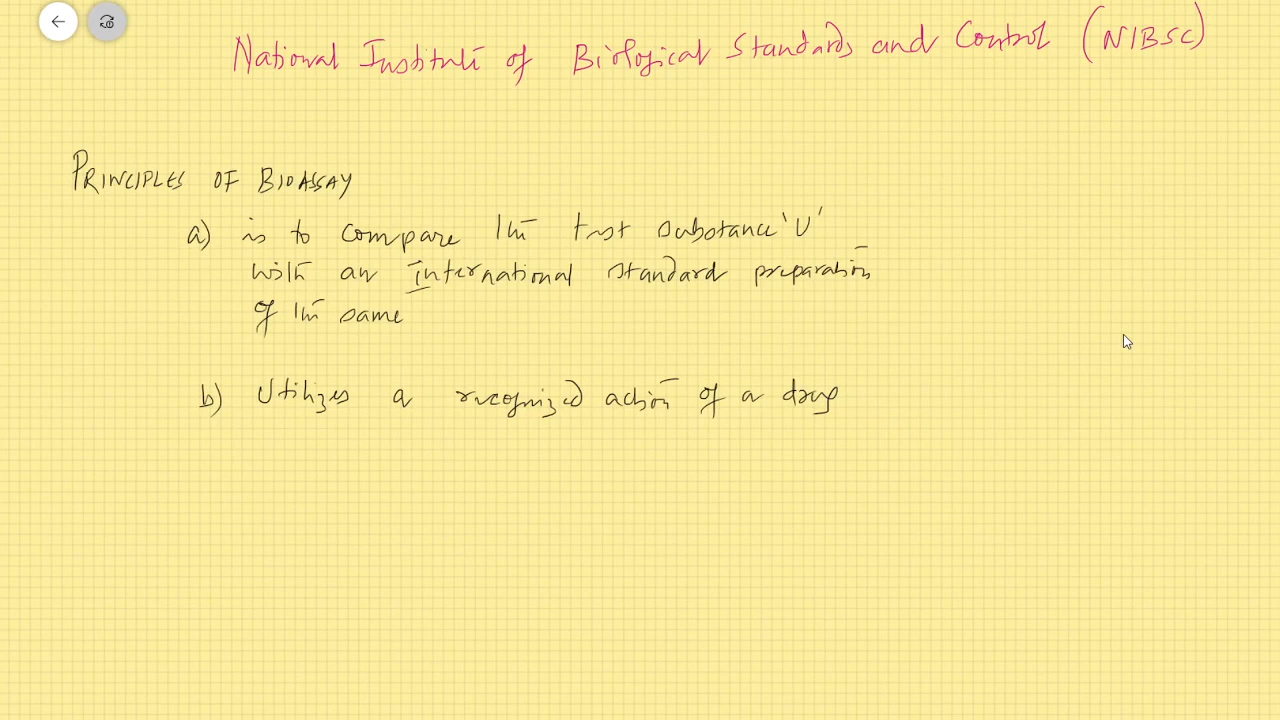 National Institute of Biological Standards and Control (NIBSC)
PRINCIPLES OF BIOASSAY
a) is to compare the test substance 'U'
with an international standard preparation
of the same
b) Utilizes a recognized action of a drug